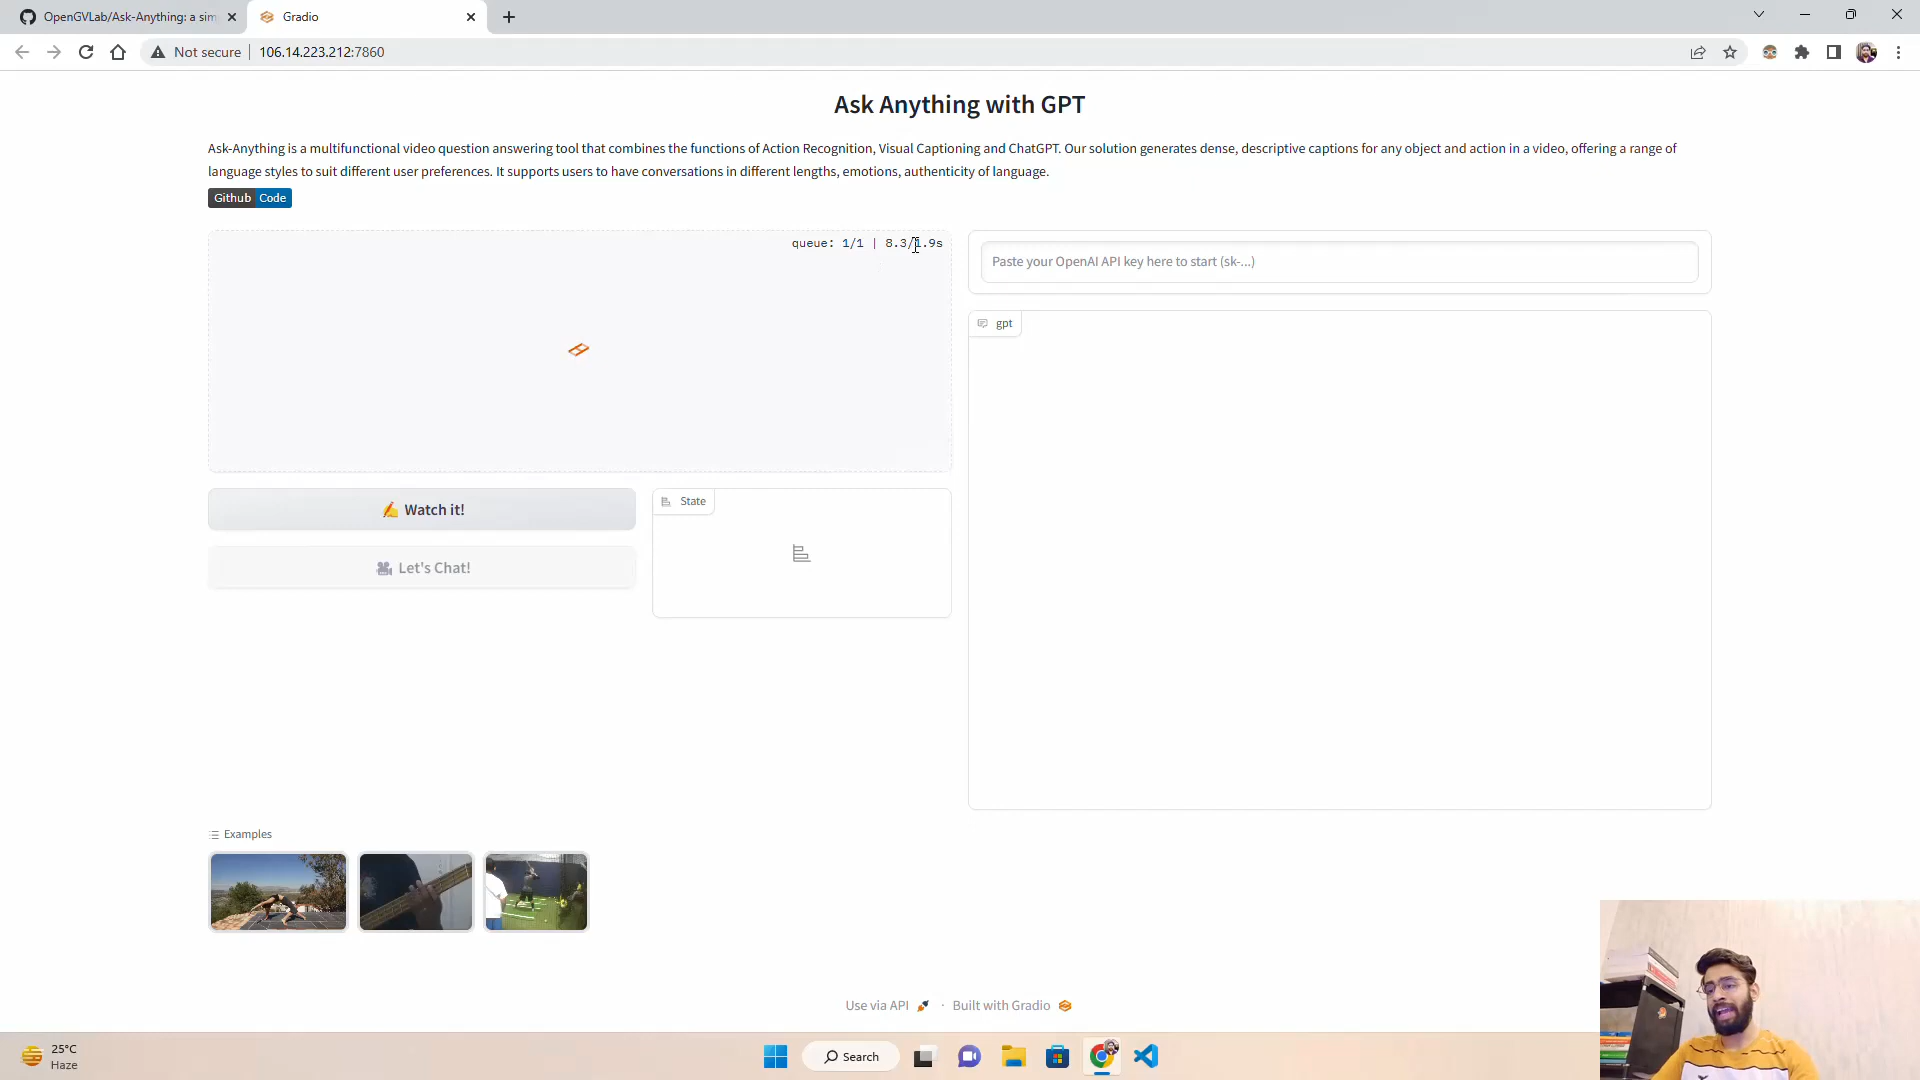 OpenGVLab/Ask-Anything: a sim
Gradio
Not secure
106.14.223.212:7860
Ask Anything with GPT
Ask-Anything is a multifunctional video question answering tool that combines the functions of Action Recognition, Visual Captioning and ChatGPT. Our solution generates dense, descriptive captions for any object and action in a video, offering a range of
language styles to suit different user preferences. It supports users to have conversations in different lengths, emotions, authenticity of language.
Github Code
queue: 1/1 | 8.3/1.9s
Paste your OpenAI API key here to start (sk-...)
gpt
Watch it!
State
Let's Chat!
Examples
Use via API · Built with Gradio
25°C
Haze
Search